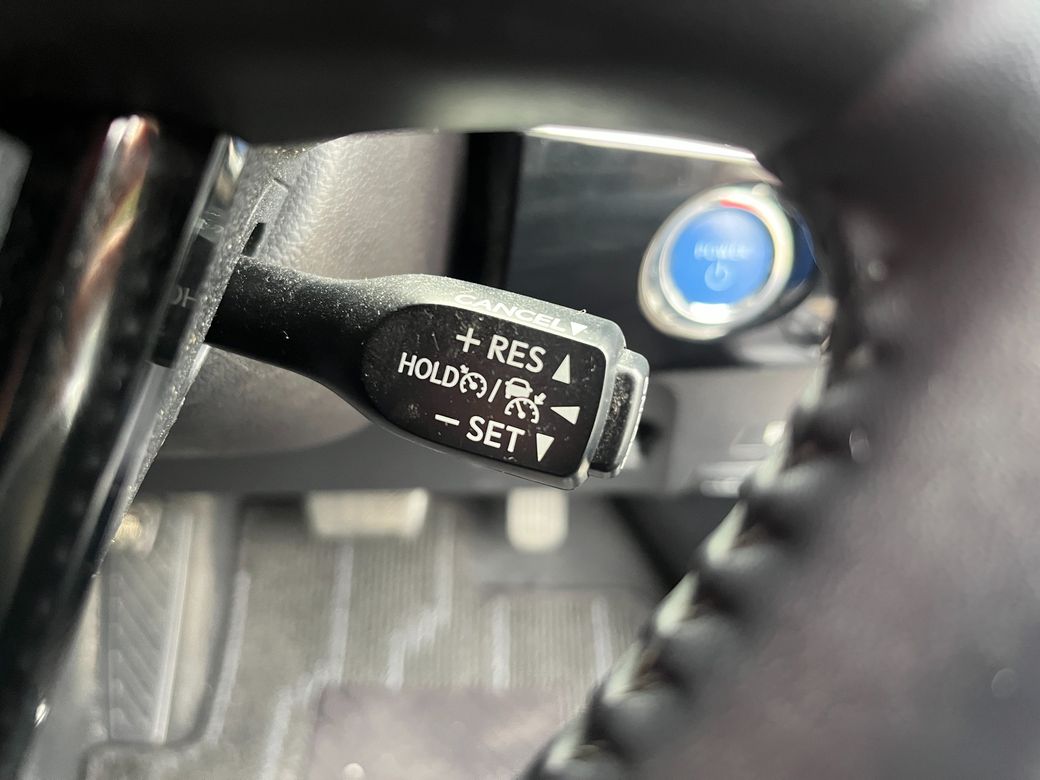 CANCEL▼
+ RES ▲
HOLD / ◀
− SET ▼
POWER